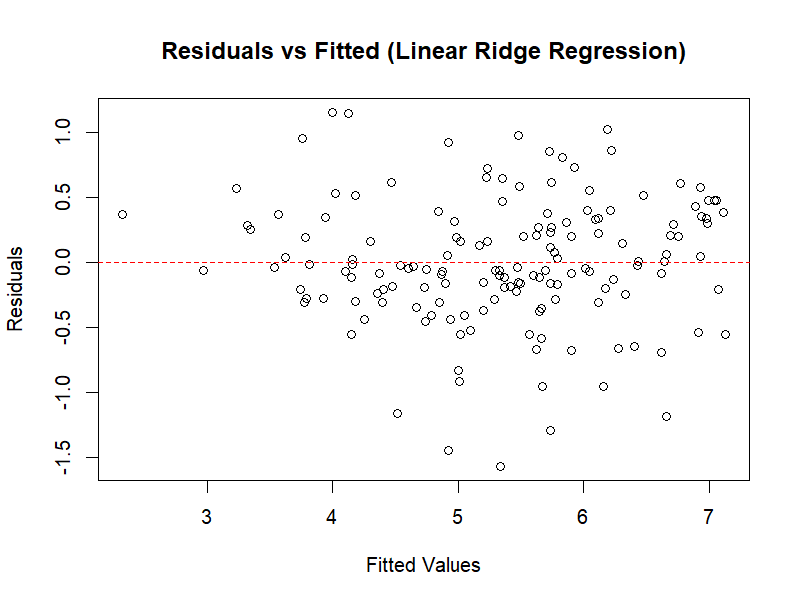 Residuals vs Fitted (Linear Ridge Regression)
1.0
0.5
0.0
-0.5
-1.0
-1.5
Residuals
3 4 5 6 7
Fitted Values